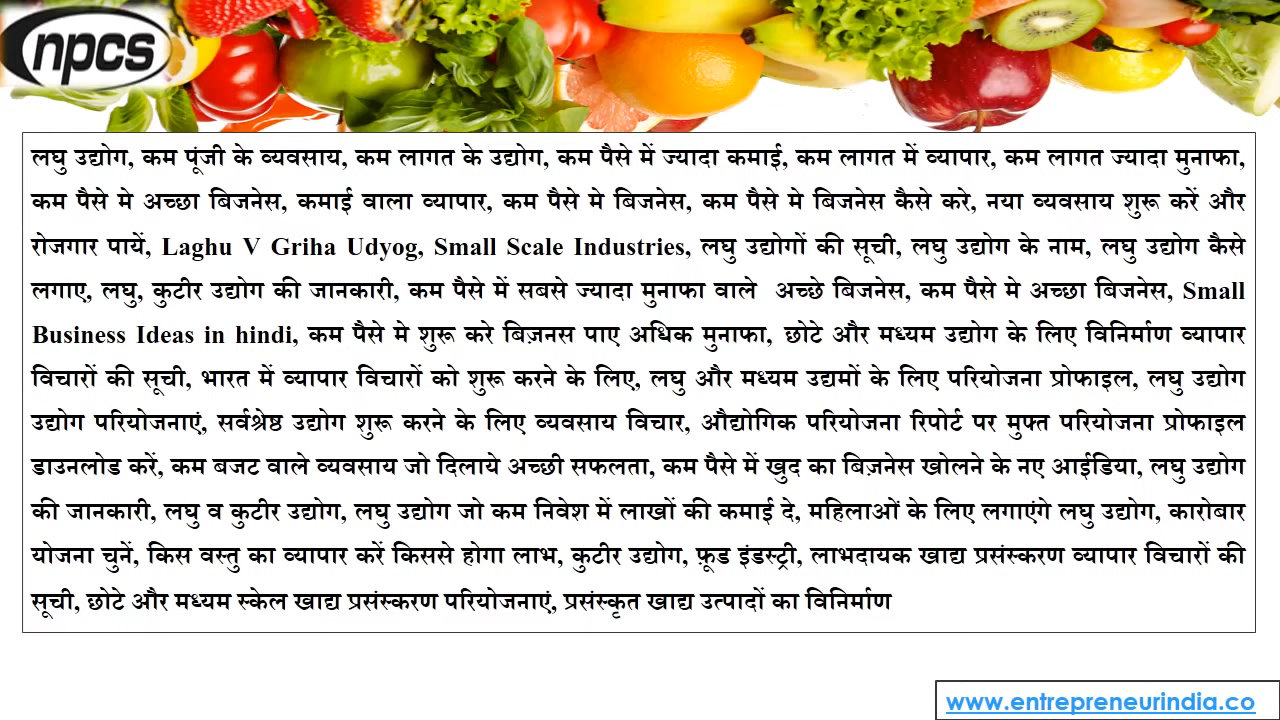 npcs
लघु उद्योग, कम पूंजी के व्यवसाय, कम लागत के उद्योग, कम पैसे में ज्यादा कमाई, कम लागत में व्यापार, कम लागत ज्यादा मुनाफा,
कम पैसे मे अच्छा बिजनेस, कमाई वाला व्यापार, कम पैसे मे बिजनेस, कम पैसे मे बिजनेस कैसे करे, नया व्यवसाय शुरू करें और
रोजगार पायें, Laghu V Griha Udyog, Small Scale Industries, लघु उद्योगों की सूची, लघु उद्योग के नाम, लघु उद्योग कैसे
लगाए, लघु, कुटीर उद्योग की जानकारी, कम पैसे में सबसे ज्यादा मुनाफा वाले अच्छे बिजनेस, कम पैसे मे अच्छा बिजनेस, Small
Business Ideas in hindi, कम पैसे मे शुरू करे बिज़नस पाए अधिक मुनाफा, छोटे और मध्यम उद्योग के लिए विनिर्माण व्यापार
विचारों की सूची, भारत में व्यापार विचारों को शुरू करने के लिए, लघु और मध्यम उद्यमों के लिए परियोजना प्रोफाइल, लघु उद्योग
उद्योग परियोजनाएं, सर्वश्रेष्ठ उद्योग शुरू करने के लिए व्यवसाय विचार, औद्योगिक परियोजना रिपोर्ट पर मुफ्त परियोजना प्रोफाइल
डाउनलोड करें, कम बजट वाले व्यवसाय जो दिलाये अच्छी सफलता, कम पैसे में खुद का बिज़नेस खोलने के नए आईडिया, लघु उद्योग
की जानकारी, लघु व कुटीर उद्योग, लघु उद्योग जो कम निवेश में लाखों की कमाई दे, महिलाओं के लिए लगाएंगे लघु उद्योग, कारोबार
योजना चुनें, किस वस्तु का व्यापार करें किससे होगा लाभ, कुटीर उद्योग, फ़ूड इंडस्ट्री, लाभदायक खाद्य प्रसंस्करण व्यापार विचारों की
सूची, छोटे और मध्यम स्केल खाद्य प्रसंस्करण परियोजनाएं, प्रसंस्कृत खाद्य उत्पादों का विनिर्माण
www.entrepreneurindia.co